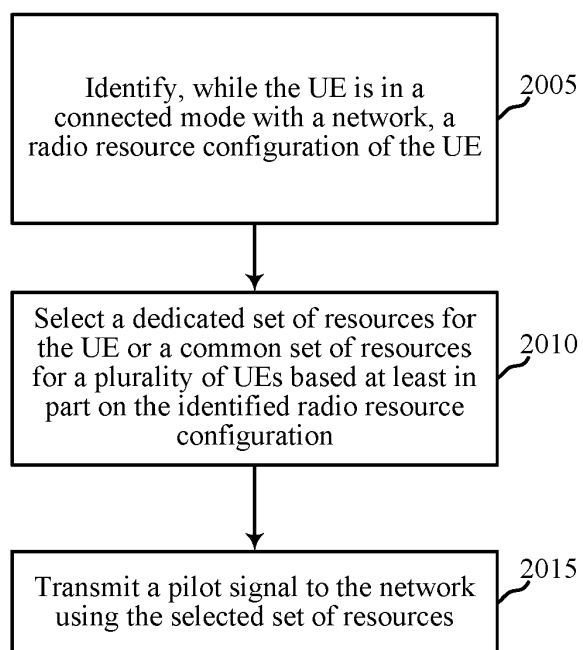 Identify, while the UE is in a
connected mode with a network, a
radio resource configuration of the UE
2005
Select a dedicated set of resources for
the UE or a common set of resources
for a plurality of UEs based at least in
part on the identified radio resource
configuration
2010
Transmit a pilot signal to the network
using the selected set of resources
2015